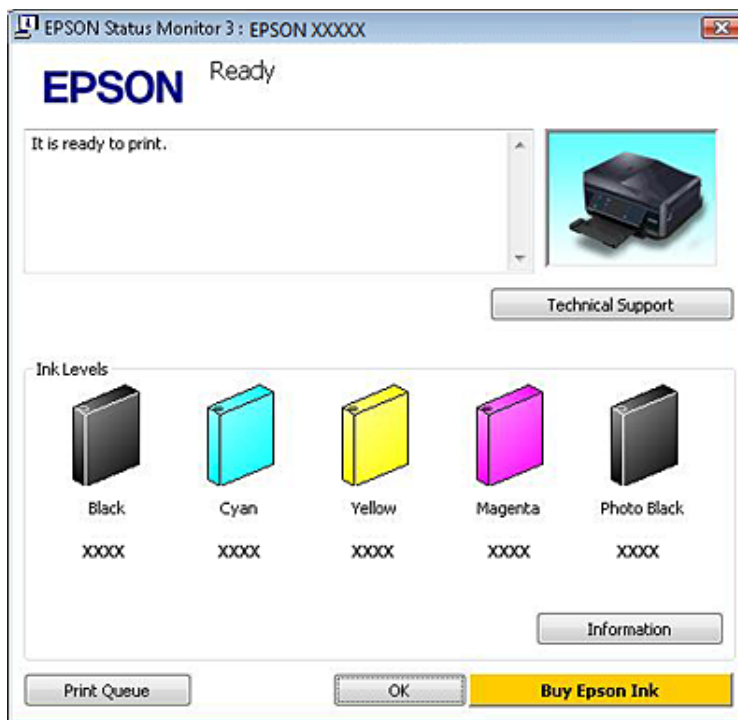 EPSON Status Monitor 3 : EPSON XXXXX
EPSON
Ready
It is ready to print.
Technical Support
Ink Levels
Black Cyan Yellow Magenta Photo Black
XXXX XXXX XXXX XXXX XXXX
Information
Print Queue OK Buy Epson Ink